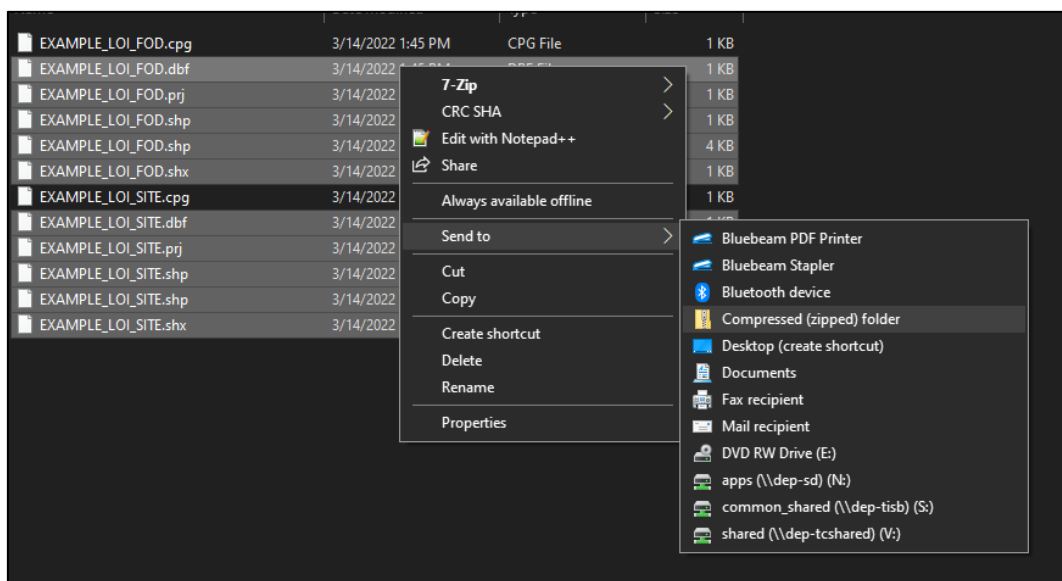 EXAMPLE_LOI_FOD.cpg 3/14/2022 1:45 PM CPG File 1 KB
EXAMPLE_LOI_FOD.dbf 3/14/2022 1:45 PM DBF File 1 KB
EXAMPLE_LOI_FOD.prj 3/14/2022 1 KB
EXAMPLE_LOI_FOD.shp 3/14/2022 1 KB
EXAMPLE_LOI_FOD.shp 3/14/2022 4 KB
EXAMPLE_LOI_FOD.shx 3/14/2022 1 KB
EXAMPLE_LOI_SITE.cpg 3/14/2022 1 KB
EXAMPLE_LOI_SITE.dbf 3/14/2022
EXAMPLE_LOI_SITE.prj 3/14/2022
EXAMPLE_LOI_SITE.shp 3/14/2022
EXAMPLE_LOI_SITE.shp 3/14/2022
EXAMPLE_LOI_SITE.shx 3/14/2022
7-Zip
CRC SHA
Edit with Notepad++
Share
Always available offline
Send to
Cut
Copy
Create shortcut
Delete
Rename
Properties
Bluebeam PDF Printer
Bluebeam Stapler
Bluetooth device
Compressed (zipped) folder
Desktop (create shortcut)
Documents
Fax recipient
Mail recipient
DVD RW Drive (E:)
apps (\\dep-sd) (N:)
common_shared (\\dep-tisb) (S:)
shared (\\dep-tcshared) (V:)